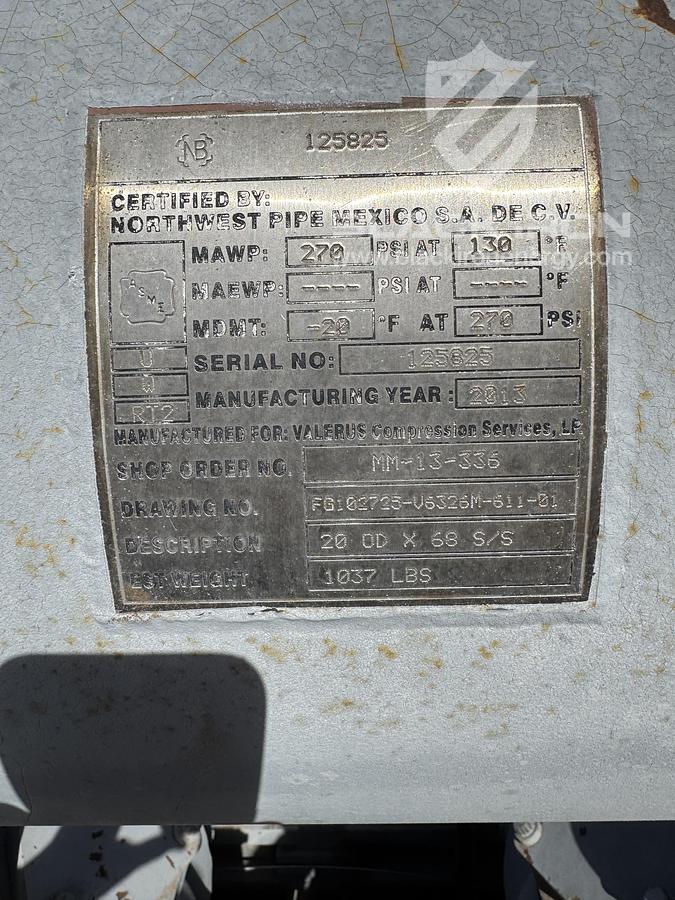 NB 125825
CERTIFIED BY:
NORTHWEST PIPE MEXICO S.A. DE C.V.
MAWP: 270 PSI AT 130 °F
ASME
MAEWP: ---- PSI AT ---- °F
MDMT: -20 °F AT 270 PSI
U
SERIAL NO: 125825
W
MANUFACTURING YEAR: 2013
RT2
MANUFACTURED FOR: VALERUS Compression Services, LP
SHOP ORDER NO. MM-13-336
DRAWING NO. FG102725-V6326M-611-01
DESCRIPTION 20 OD X 68 S/S
EST WEIGHT 1037 LBS